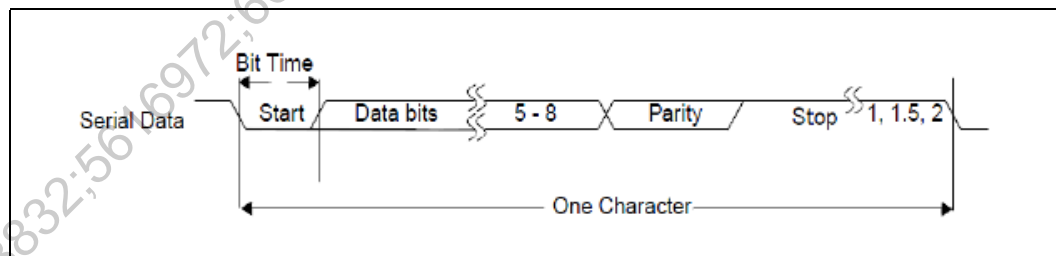 Bit Time
Serial Data Start Data bits 5 - 8 Parity Stop 1, 1.5, 2
One Character